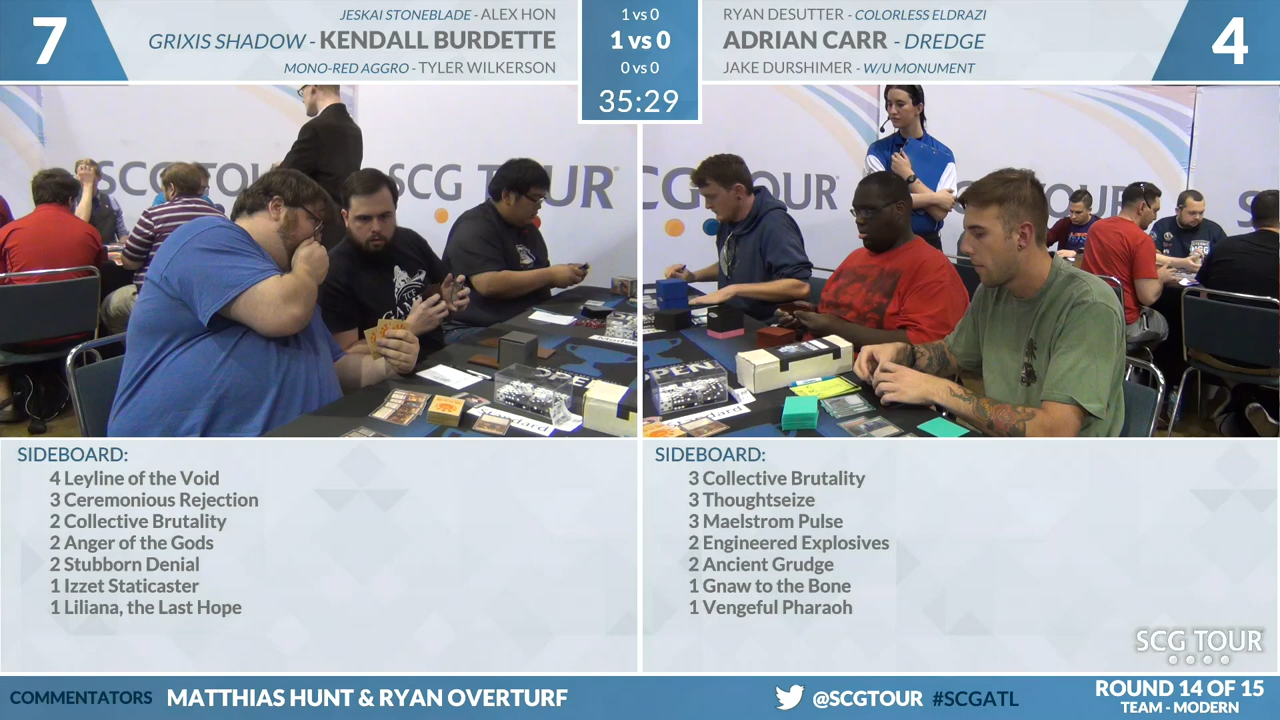 7
JESKAI STONEBLADE - ALEX HON
GRIXIS SHADOW - KENDALL BURDETTE
MONO-RED AGGRO - TYLER WILKERSON
1 vs 0
1 vs 0
0 vs 0
35:29
RYAN DESUTTER - COLORLESS ELDRAZI
ADRIAN CARR - DREDGE
JAKE DURSHIMER - W/U MONUMENT
4
SCG TOU
SCG TOUR
CG TOUR
TOUR
S
Standard
PEN
SIDEBOARD:
4 Leyline of the Void
3 Ceremonious Rejection
2 Collective Brutality
2 Anger of the Gods
2 Stubborn Denial
1 Izzet Staticaster
1 Liliana, the Last Hope
SIDEBOARD:
3 Collective Brutality
3 Thoughtseize
3 Maelstrom Pulse
2 Engineered Explosives
2 Ancient Grudge
1 Gnaw to the Bone
1 Vengeful Pharaoh
SCG TOUR
COMMENTATORS MATTHIAS HUNT & RYAN OVERTURF
@SCGTOUR #SCGATL
ROUND 14 OF 15
TEAM - MODERN